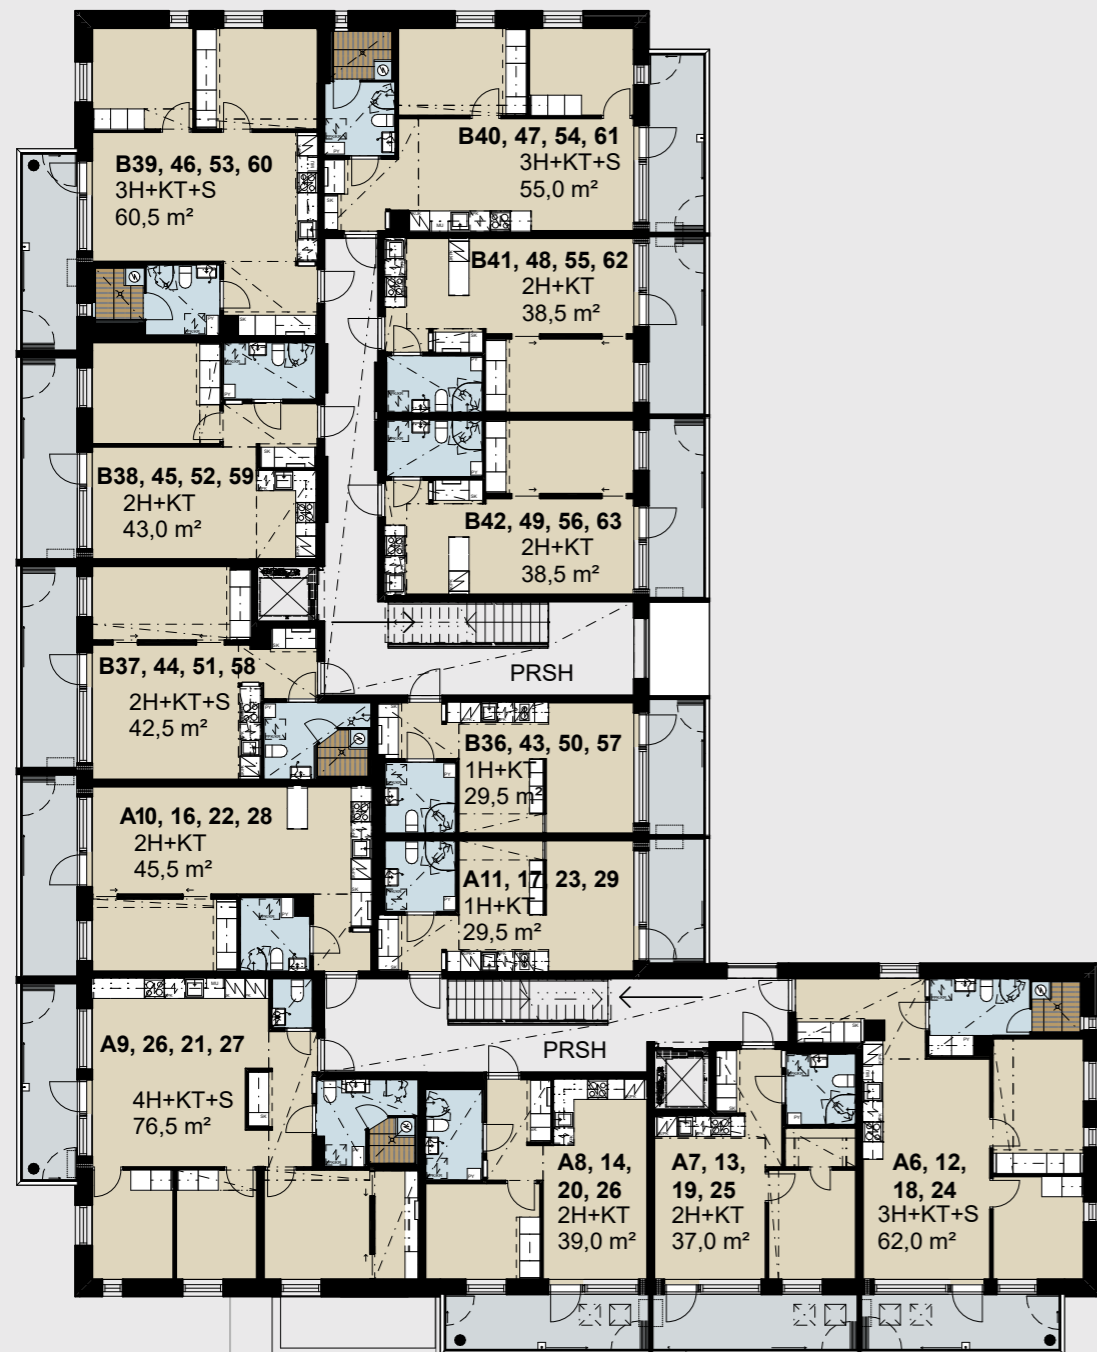 B39, 46, 53, 60
3H+KT+S
60,5 m²
B40, 47, 54, 61
3H+KT+S
55,0 m²
B41, 48, 55, 62
2H+KT
38,5 m²
B38, 45, 52, 59
2H+KT
43,0 m²
B42, 49, 56, 63
2H+KT
38,5 m²
B37, 44, 51, 58
2H+KT+S
42,5 m²
PRSH
B36, 43, 50, 57
1H+KT
29,5 m²
A10, 16, 22, 28
2H+KT
45,5 m²
A11, 17, 23, 29
1H+KT
29,5 m²
A9, 26, 21, 27
4H+KT+S
76,5 m²
PRSH
A8, 14,
20, 26
2H+KT
39,0 m²
A7, 13,
19, 25
2H+KT
37,0 m²
A6, 12,
18, 24
3H+KT+S
62,0 m²